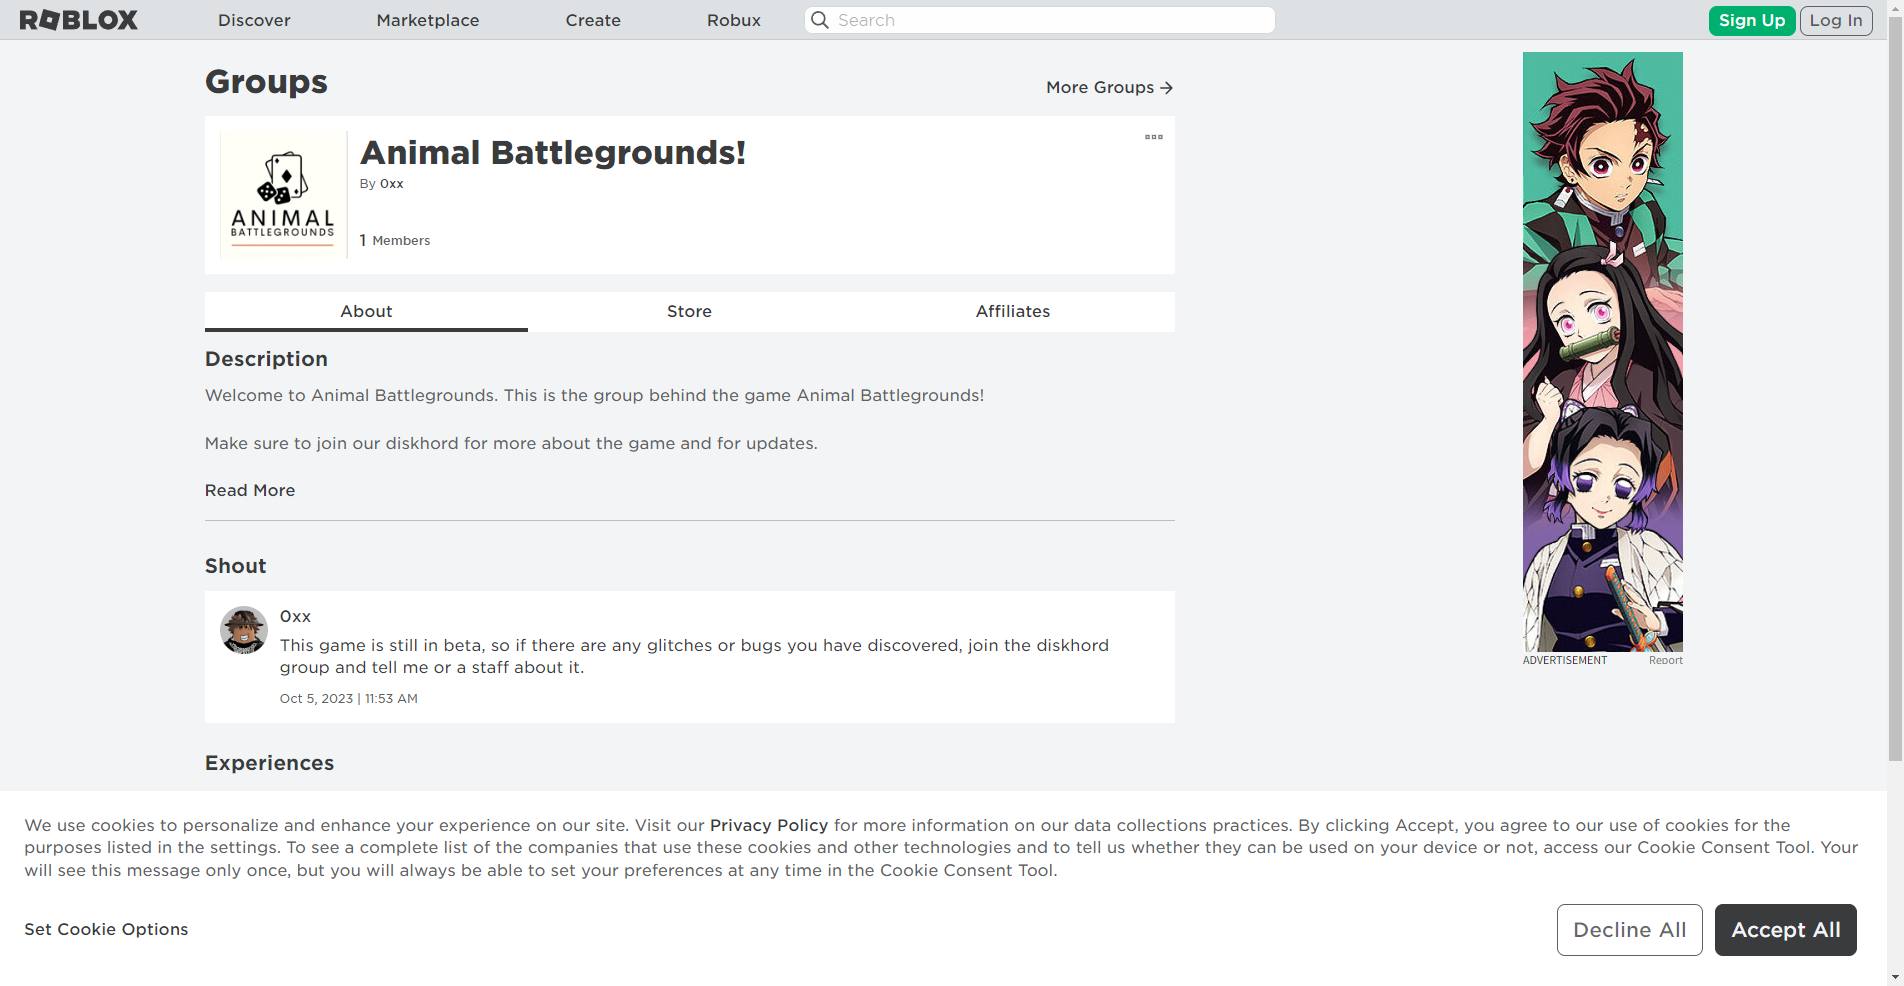 ROBLOX
Discover
Marketplace
Create
Robux
Search
Sign Up
Log In
Groups
More Groups →
ANIMAL
BATTLEGROUNDS
Animal Battlegrounds!
By 0xx
1 Members
About
Store
Affiliates
Description
Welcome to Animal Battlegrounds. This is the group behind the game Animal Battlegrounds!
Make sure to join our diskhord for more about the game and for updates.
Read More
Shout
0xx
This game is still in beta, so if there are any glitches or bugs you have discovered, join the diskhord
group and tell me or a staff about it.
Oct 5, 2023 | 11:53 AM
ADVERTISEMENT
Report
Experiences
We use cookies to personalize and enhance your experience on our site. Visit our Privacy Policy for more information on our data collections practices. By clicking Accept, you agree to our use of cookies for the
purposes listed in the settings. To see a complete list of the companies that use these cookies and other technologies and to tell us whether they can be used on your device or not, access our Cookie Consent Tool. Your
will see this message only once, but you will always be able to set your preferences at any time in the Cookie Consent Tool.
Set Cookie Options
Decline All
Accept All